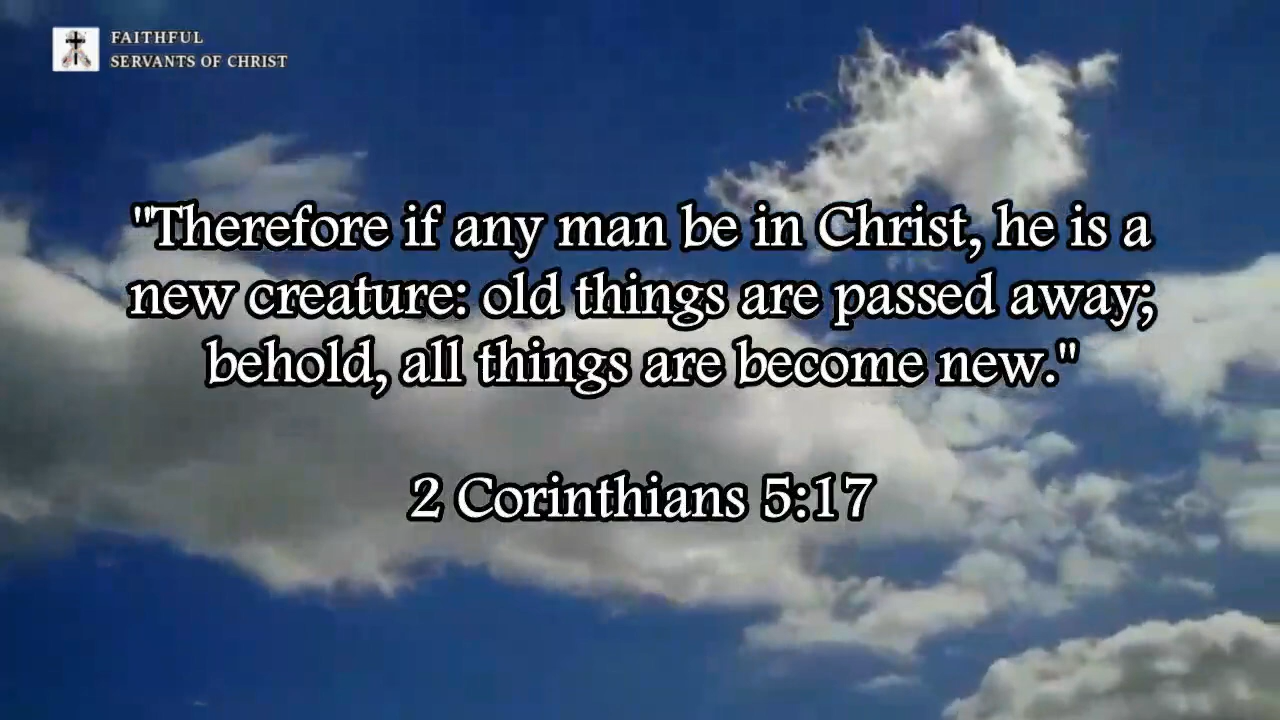 FAITHFUL
SERVANTS OF CHRIST
"Therefore if any man be in Christ, he is a
new creature: old things are passed away;
behold, all things are become new."
2 Corinthians 5:17